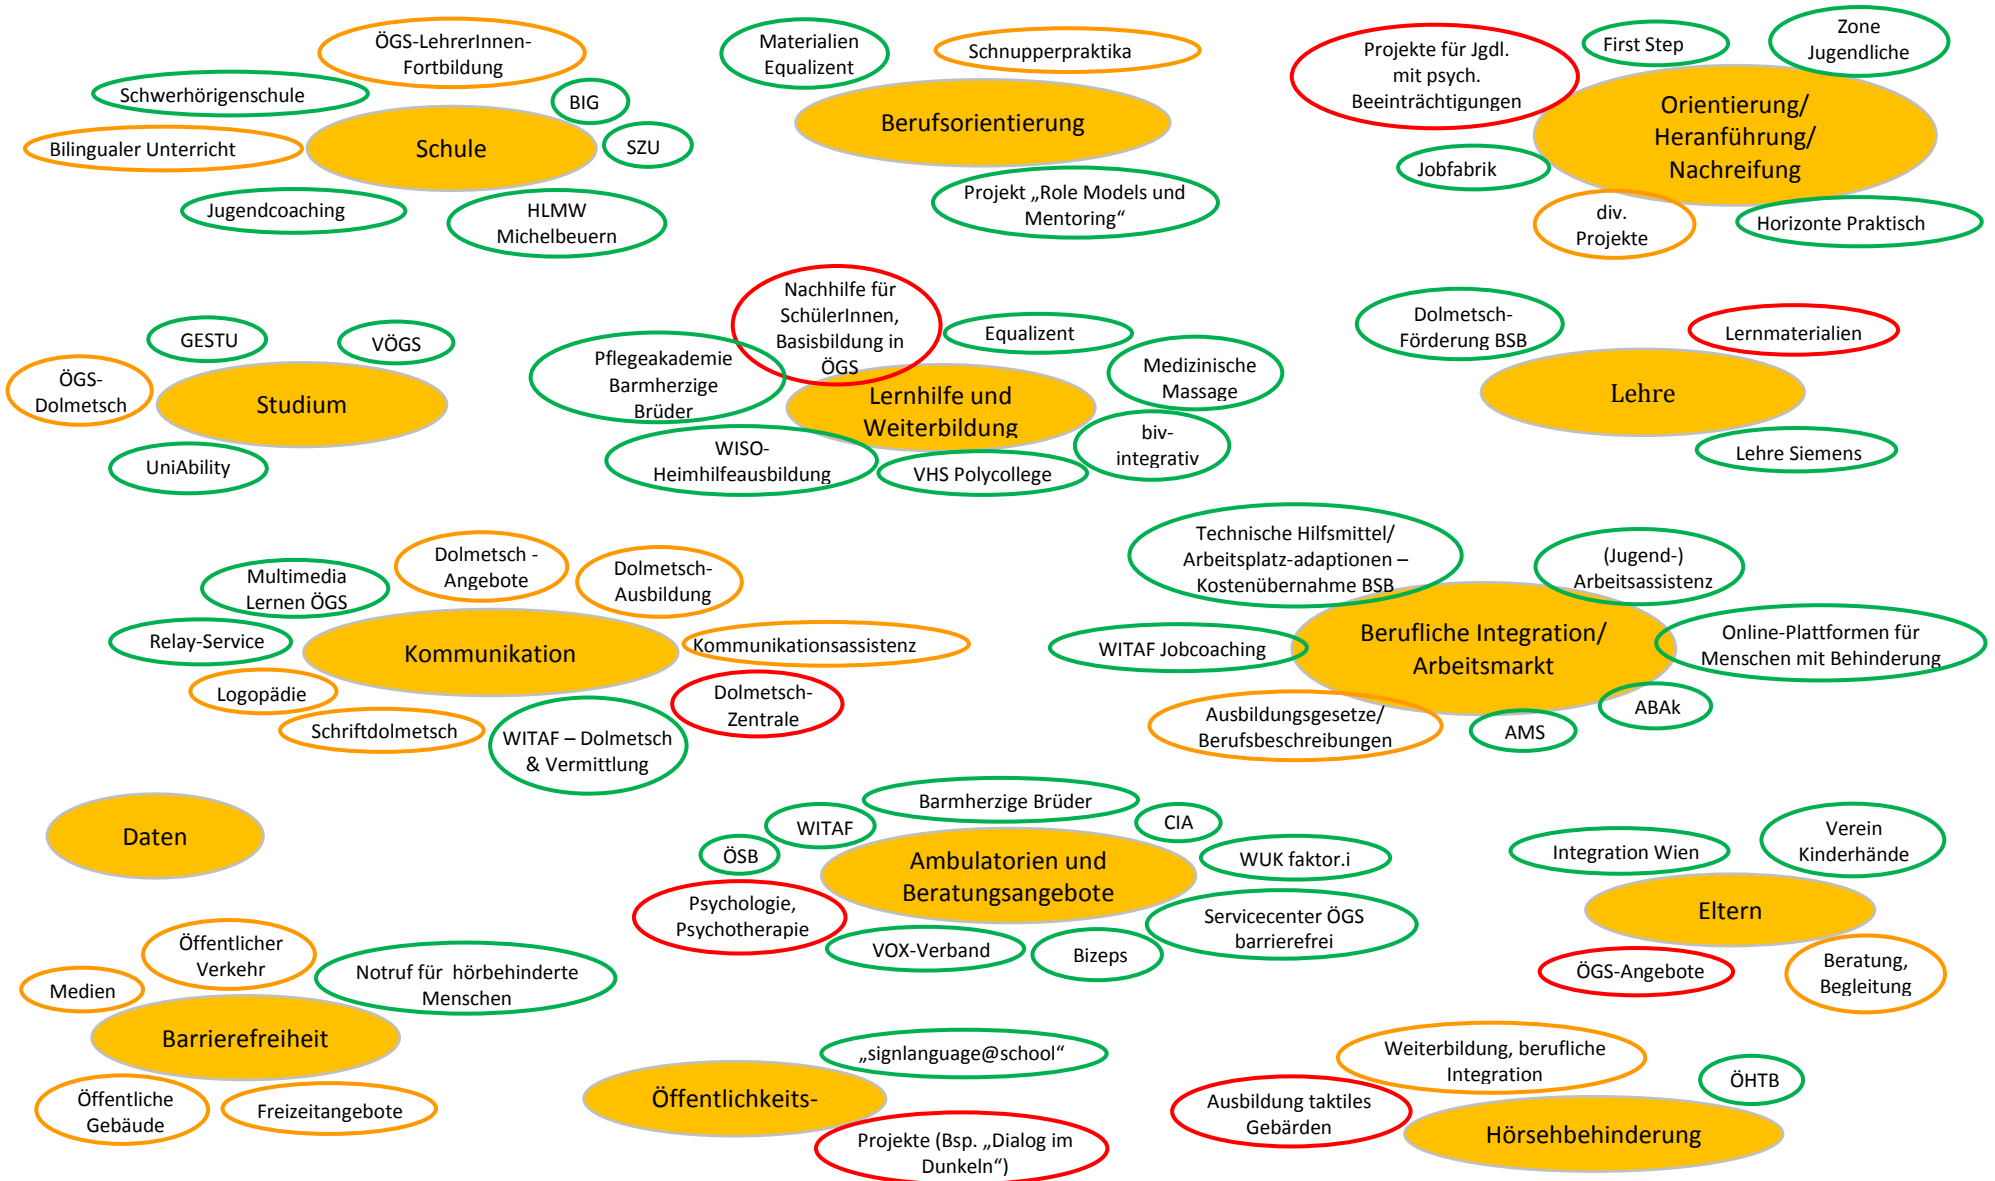 ÖGS-LehrerInnen-
Fortbildung
Schwerhörigenschule
BIG
Bilingualer Unterricht
Schule
SZU
Jugendcoaching
HLMW
Michelbeuern
Materialien
Equalizent
Schnupperpraktika
Berufsorientierung
Projekt „Role Models und
Mentoring“
Projekte für Jgdl.
mit psych.
Beeinträchtigungen
First Step
Zone
Jugendliche
Orientierung/
Heranführung/
Nachreifung
Jobfabrik
div.
Projekte
Horizonte Praktisch
GESTU
VÖGS
ÖGS-
Dolmetsch
Studium
UniAbility
Nachhilfe für
SchülerInnen,
Basisbildung in
ÖGS
Equalizent
Pflegeakademie
Barmherzige
Brüder
Medizinische
Massage
Lernhilfe und
Weiterbildung
WISO-
Heimhilfeausbildung
VHS Polycollege
biv-
integrativ
Dolmetsch-
Förderung BSB
Lernmaterialien
Lehre
Lehre Siemens
Dolmetsch -
Angebote
Dolmetsch-
Ausbildung
Multimedia
Lernen ÖGS
Relay-Service
Kommunikation
Kommunikationsassistenz
Logopädie
Dolmetsch-
Zentrale
Schriftdolmetsch
WITAF – Dolmetsch
& Vermittlung
Technische Hilfsmittel/
Arbeitsplatz-adaptionen –
Kostenübernahme BSB
(Jugend-)
Arbeitsassistenz
WITAF Jobcoaching
Berufliche Integration/
Arbeitsmarkt
Online-Plattformen für
Menschen mit Behinderung
Ausbildungsgesetze/
Berufsbeschreibungen
AMS
ABAk
Daten
Barmherzige Brüder
WITAF
CIA
ÖSB
Ambulatorien und
Beratungsangebote
WUK faktor.i
Psychologie,
Psychotherapie
Servicecenter ÖGS
barrierefrei
VOX-Verband
Bizeps
Integration Wien
Verein
Kinderhände
Eltern
ÖGS-Angebote
Beratung,
Begleitung
Öffentlicher
Verkehr
Medien
Notruf für hörbehinderte
Menschen
Barrierefreiheit
Öffentliche
Gebäude
Freizeitangebote
„signlanguage@school“
Öffentlichkeits-
Projekte (Bsp. „Dialog im
Dunkeln“)
Weiterbildung, berufliche
Integration
ÖHTB
Ausbildung taktiles
Gebärden
Hörsehbehinderung